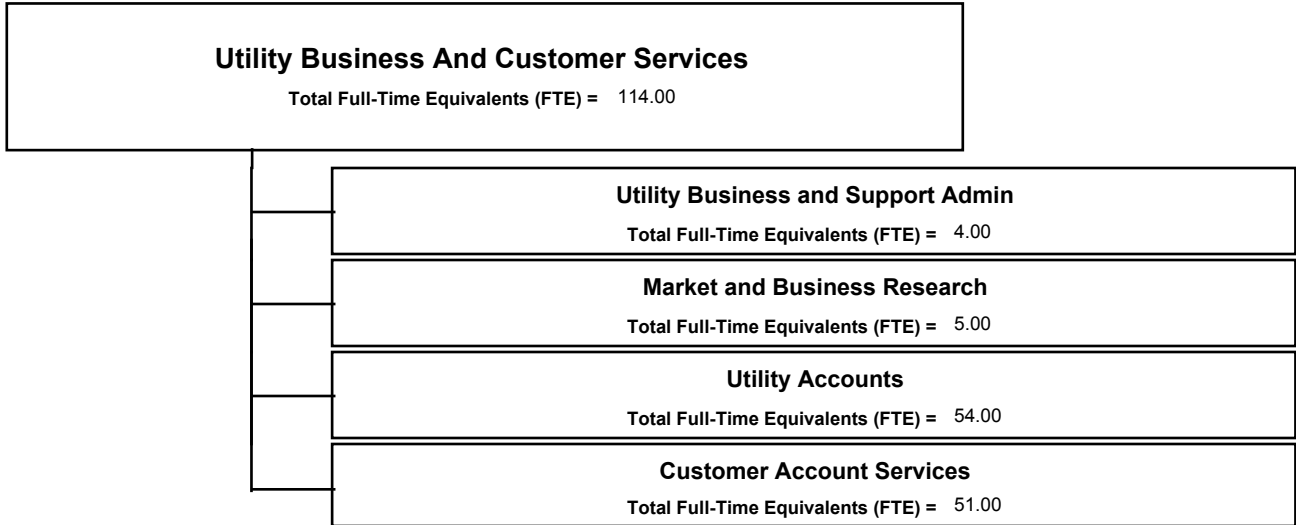 Utility Business And Customer Services
Total Full-Time Equivalents (FTE) = 114.00
Utility Business and Support Admin
Total Full-Time Equivalents (FTE) = 4.00
Market and Business Research
Total Full-Time Equivalents (FTE) = 5.00
Utility Accounts
Total Full-Time Equivalents (FTE) = 54.00
Customer Account Services
Total Full-Time Equivalents (FTE) = 51.00